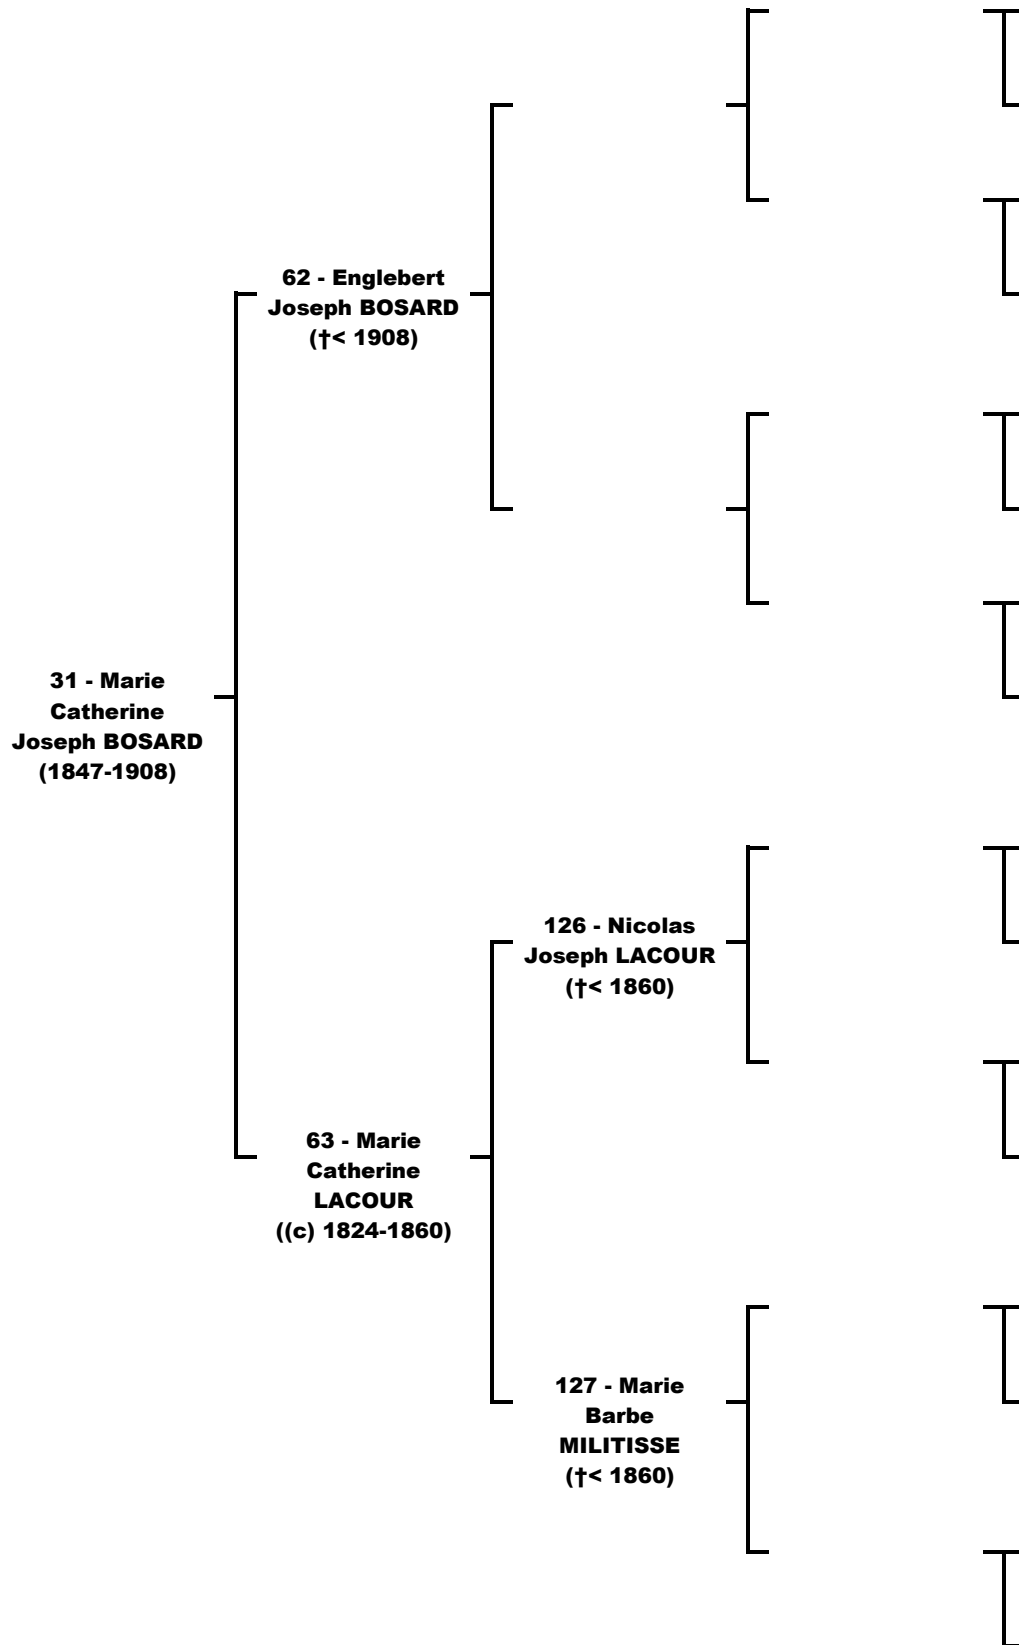 62 - Englebert
Joseph BOSARD
(†< 1908)
31 - Marie
Catherine
Joseph BOSARD
(1847-1908)
126 - Nicolas
Joseph LACOUR
(†< 1860)
63 - Marie
Catherine
LACOUR
((c) 1824-1860)
127 - Marie
Barbe
MILITISSE
(†< 1860)